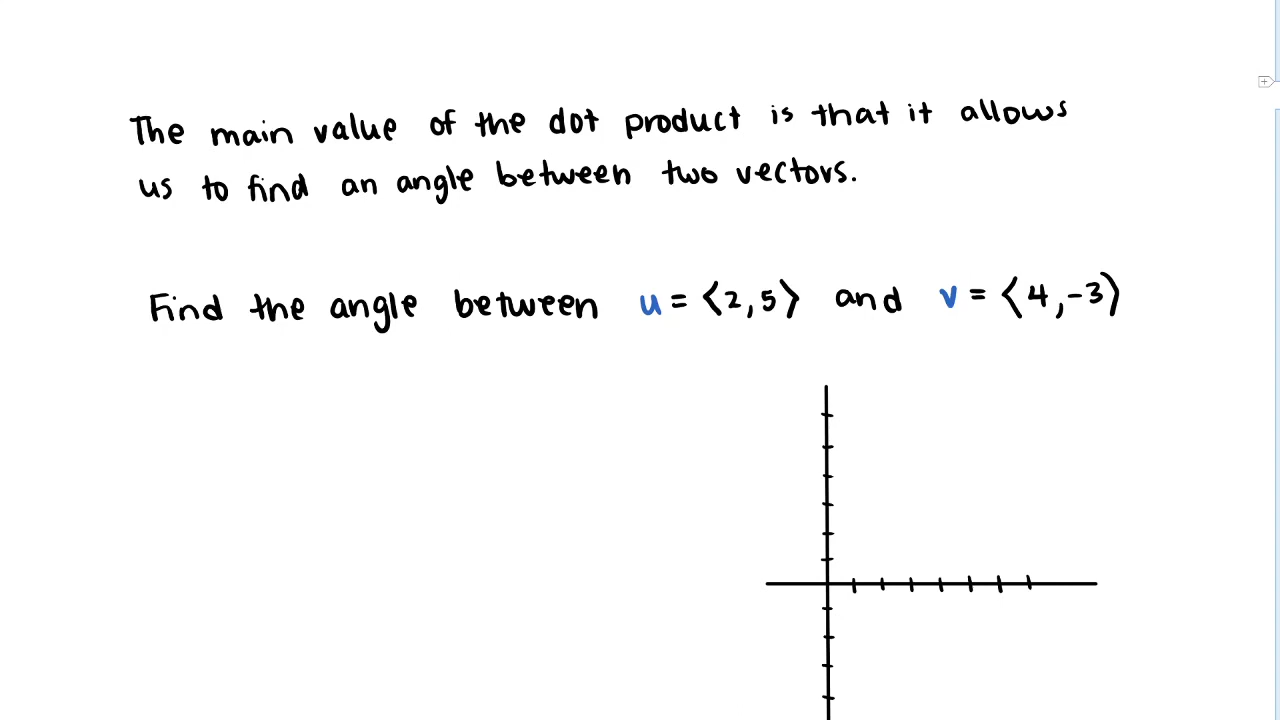 The main value of the dot product is that it allows
us to find an angle between two vectors.
Find the angle between u = ⟨2,5⟩ and v = ⟨4,-3⟩